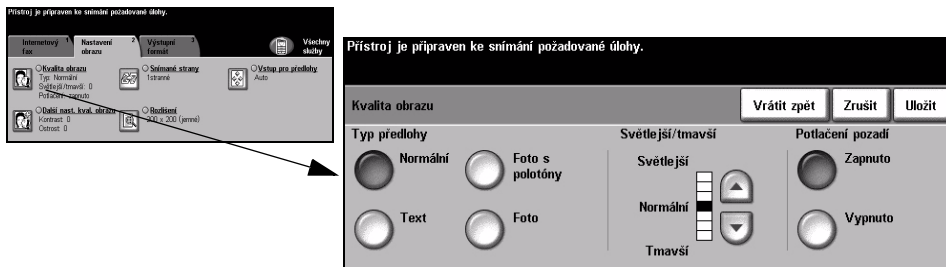 Přístroj je připraven ke snímání požadované úlohy.
Internetový fax 1
Nastavení obrazu 2
Výstupní formát 3
Všechny služby
Kvalita obrazu
Typ: Normální
Světlejší/tmavší: 0
Potlačení: zapnuto
Snímané strany
1stranné
Vstup pro předlohy
Auto
Další nast. kval. obrazu
Kontrast: 0
Ostrost: 0
Rozlišení
200 x 200 (jemné)
Přístroj je připraven ke snímání požadované úlohy.
Kvalita obrazu
Vrátit zpět
Zrušit
Uložit
Typ předlohy
Světlejší/tmavší
Potlačení pozadí
Normální
Foto s polotóny
Světlejší
Zapnuto
Normální
Text
Foto
Vypnuto
Tmavší